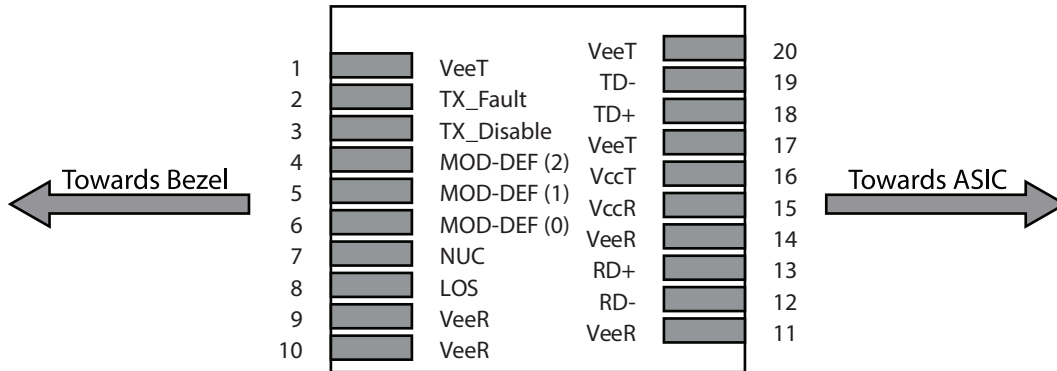 1 VeeT
2 TX_Fault
3 TX_Disable
4 MOD-DEF (2)
5 MOD-DEF (1)
6 MOD-DEF (0)
7 NUC
8 LOS
9 VeeR
10 VeeR
VeeT 20
TD- 19
TD+ 18
VeeT 17
VccT 16
VccR 15
VeeR 14
RD+ 13
RD- 12
VeeR 11
Towards Bezel
Towards ASIC